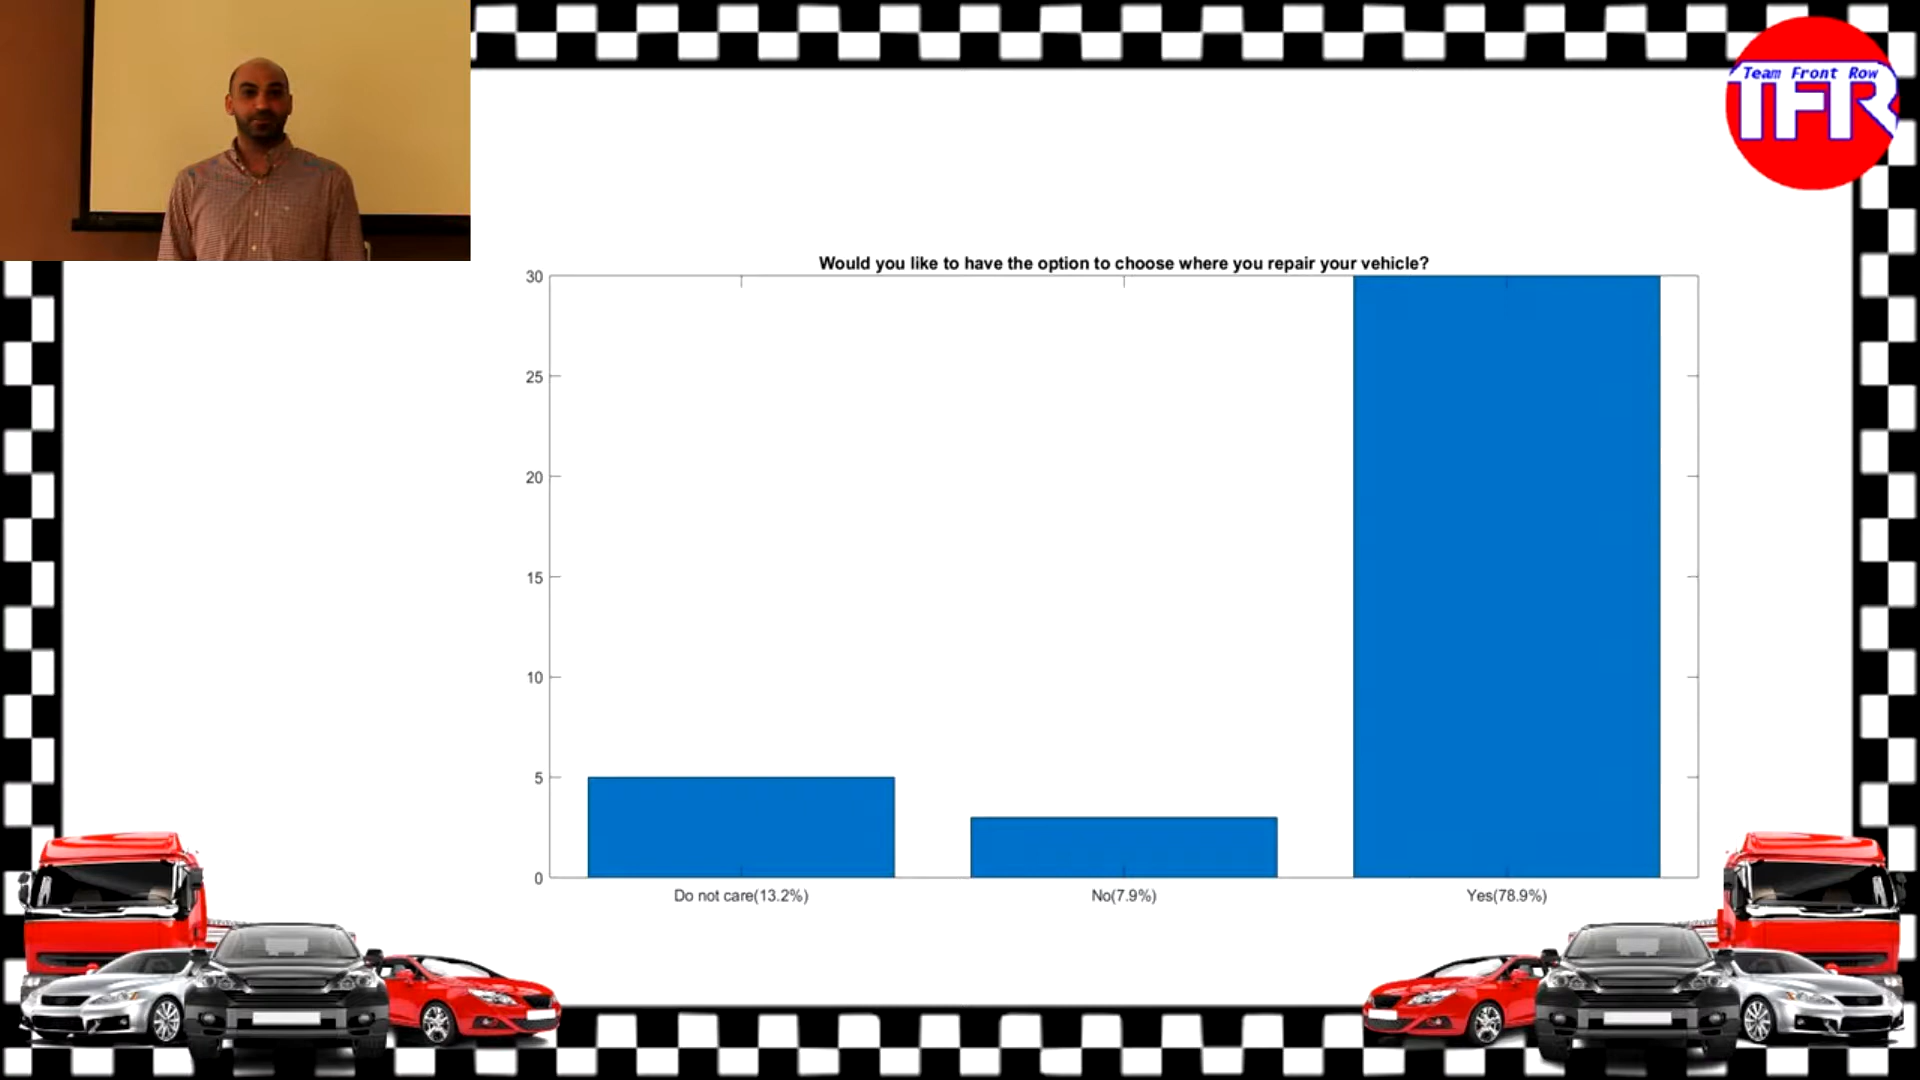 Team Front Row
TFR
Would you like to have the option to choose where you repair your vehicle?
30
25
20
15
10
5
0
Do not care(13.2%) No(7.9%) Yes(78.9%)